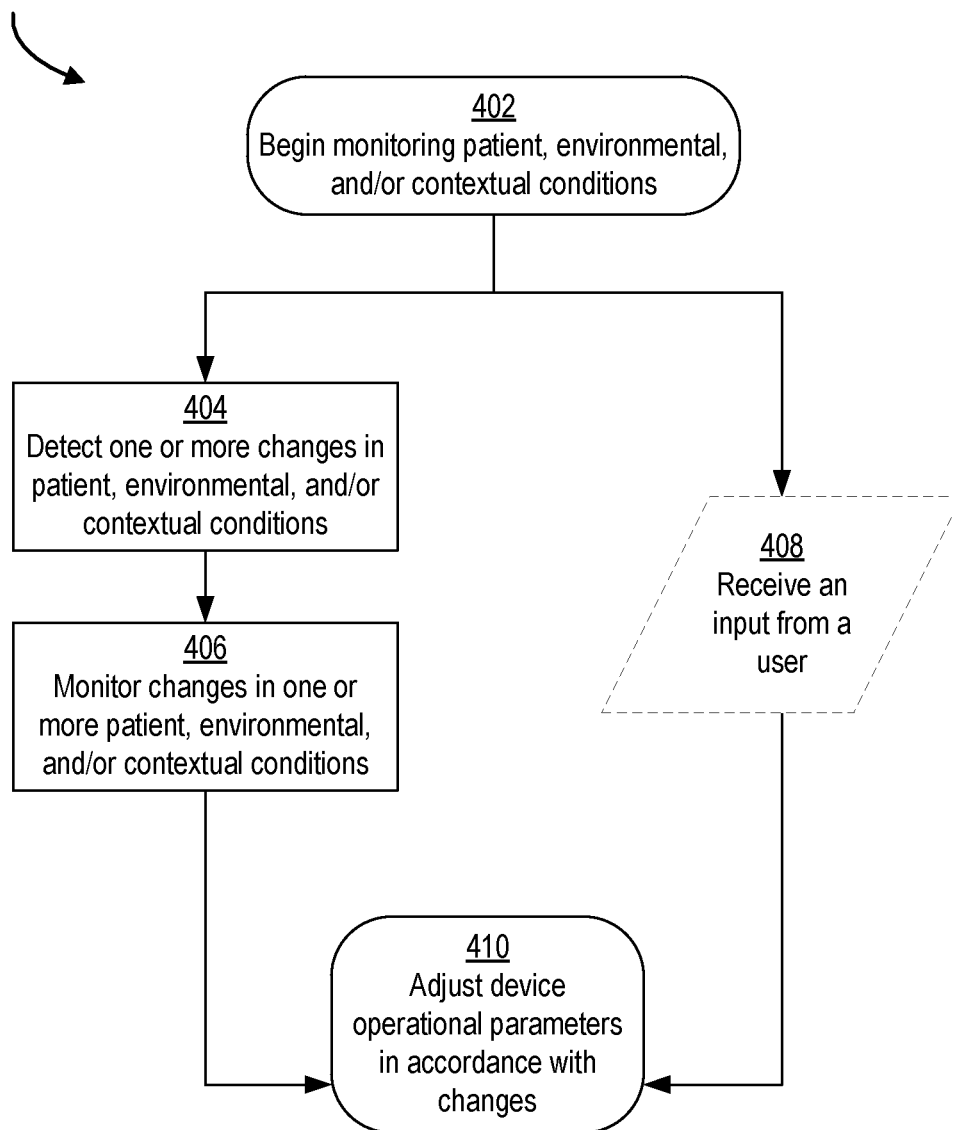 402
Begin monitoring patient, environmental,
and/or contextual conditions
404
Detect one or more changes in
patient, environmental, and/or
contextual conditions
406
Monitor changes in one or
more patient, environmental,
and/or contextual conditions
408
Receive an
input from a
user
410
Adjust device
operational parameters
in accordance with
changes